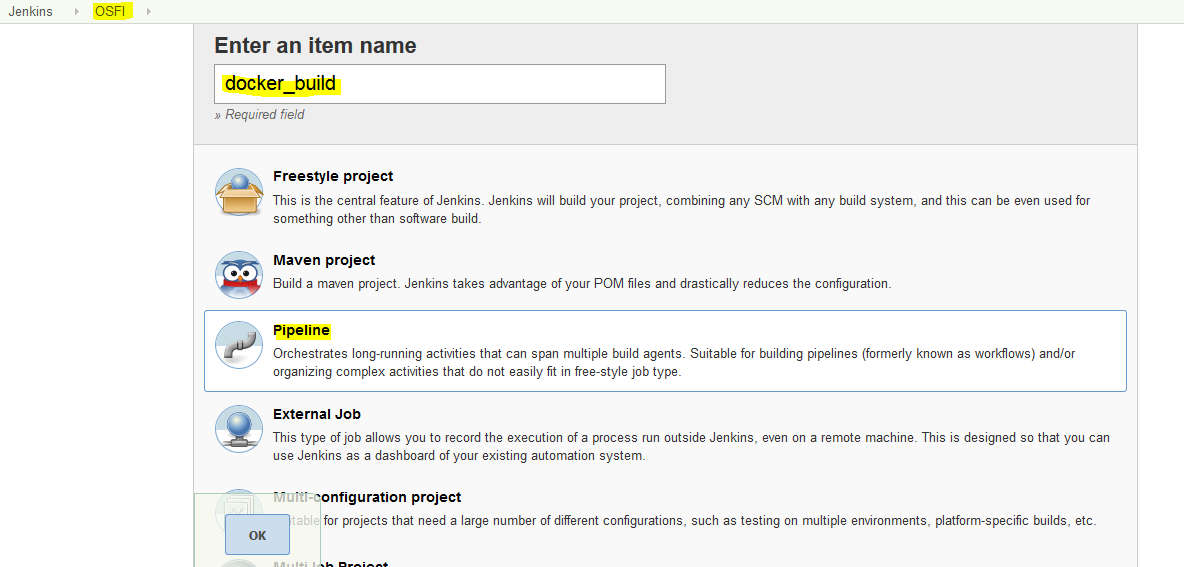 Jenkins OSFI
Enter an item name
docker_build
» Required field
Freestyle project
This is the central feature of Jenkins. Jenkins will build your project, combining any SCM with any build system, and this can be even used for
something other than software build.
Maven project
Build a maven project. Jenkins takes advantage of your POM files and drastically reduces the configuration.
Pipeline
Orchestrates long-running activities that can span multiple build agents. Suitable for building pipelines (formerly known as workflows) and/or
organizing complex activities that do not easily fit in free-style job type.
External Job
This type of job allows you to record the execution of a process run outside Jenkins, even on a remote machine. This is designed so that you can
use Jenkins as a dashboard of your existing automation system.
Multi-configuration project
Suitable for projects that need a large number of different configurations, such as testing on multiple environments, platform-specific builds, etc.
OK
MultiJob Project